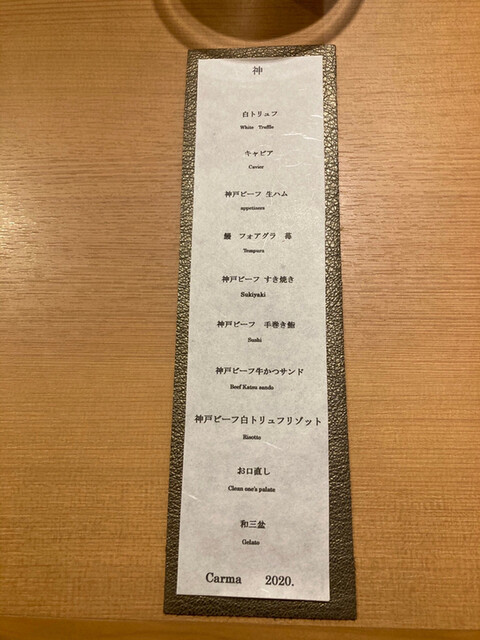 神
白トリュフ
White Truffle
キャビア
Cavier
神戸ビーフ 生ハム
appetizers
鰻 フォアグラ 苺
Tempura
神戸ビーフ すき焼き
Sukiyaki
神戸ビーフ 手巻き鮨
Sushi
神戸ビーフ牛かつサンド
Beef Katsu sando
神戸ビーフ白トリュフリゾット
Risotto
お口直し
Clean one's palate
和三盆
Gelato
Carma 2020.